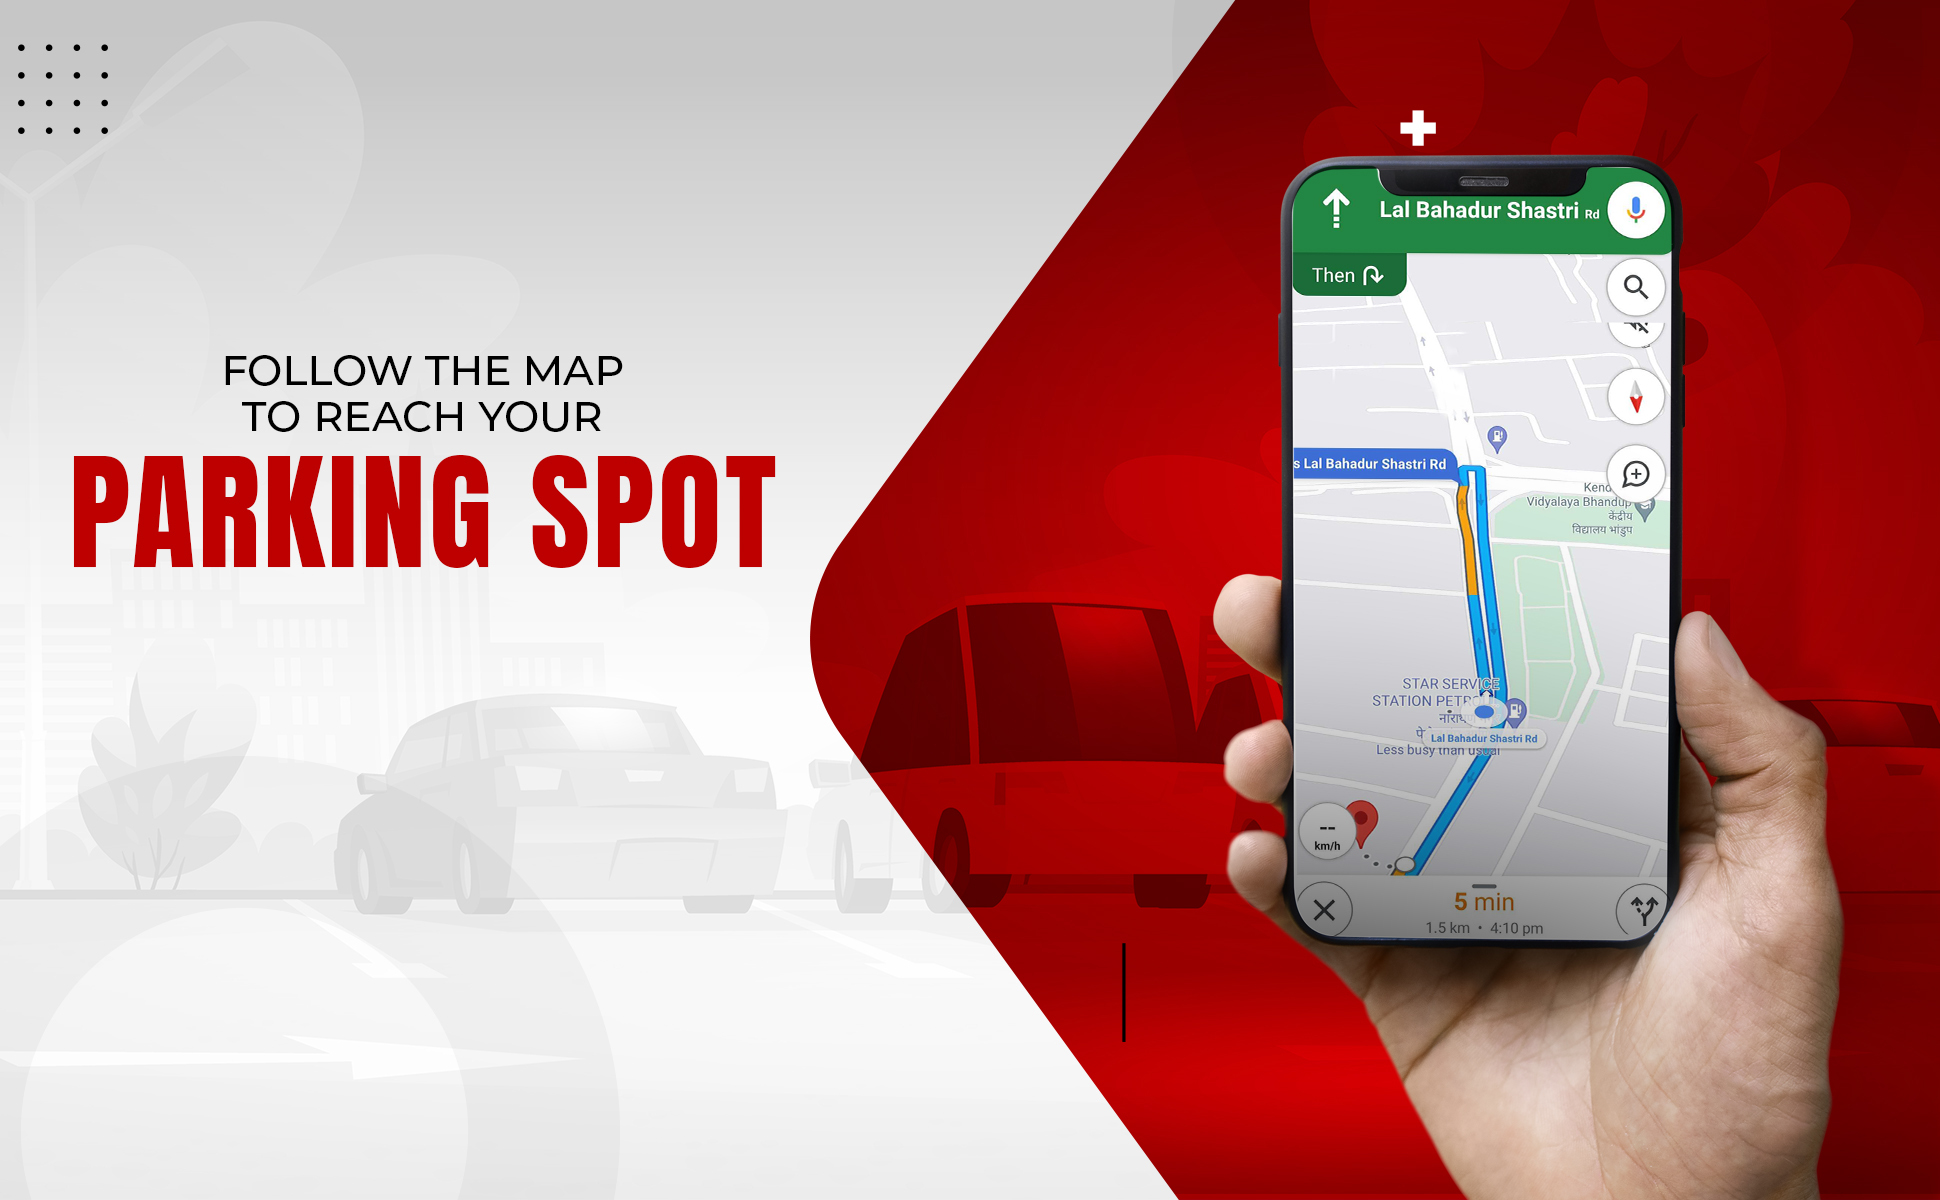 FOLLOW THE MAP
TO REACH YOUR
PARKING SPOT
Lal Bahadur Shastri Rd
Then
s Lal Bahadur Shastri Rd
Vidyalaya Bhandup
केंद्रीय
विद्यालय भांडुप
STAR SERVICE
STATION
Lal Bahadur Shastri Rd
Less busy than usual
--
km/h
5 min
1.5 km • 4:10 pm